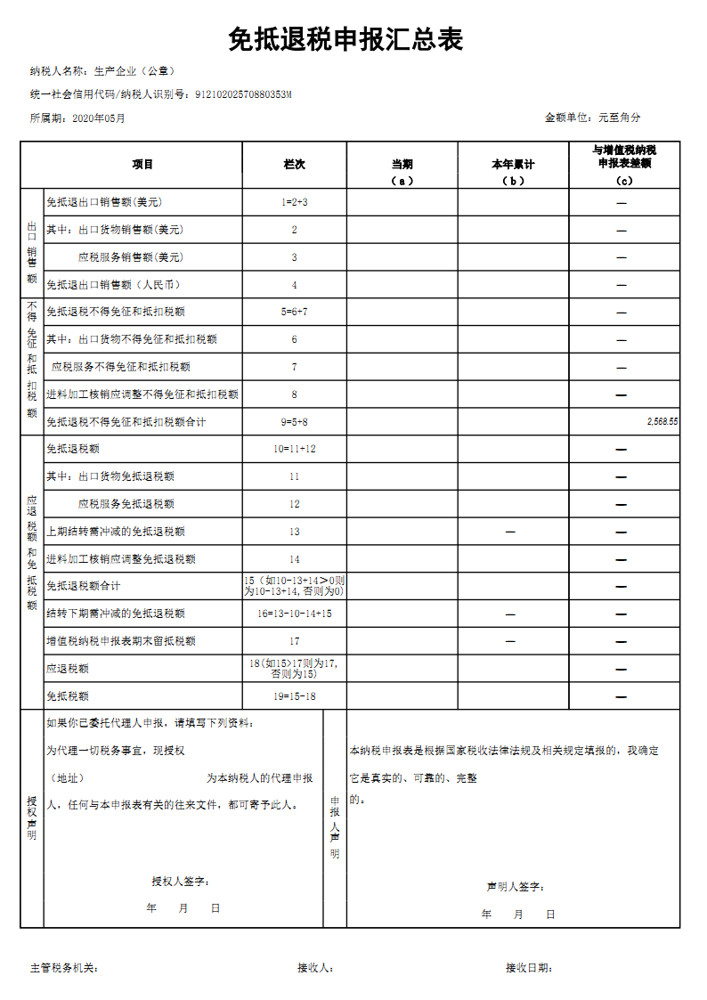 免抵退税申报汇总表
纳税人名称：生产企业（公章）
统一社会信用代码/纳税人识别号：91210202570880353M
所属期：2020年05月 金额单位：元至角分
项目 栏次 当期（a） 本年累计（b） 与增值税纳税申报表差额（c）
出口销售额
免抵退出口销售额(美元) 1=2+3 —
其中：出口货物销售额(美元) 2 —
应税服务销售额(美元) 3 —
免抵退出口销售额（人民币） 4 —
不得免征和抵扣税额
免抵退税不得免征和抵扣税额 5=6+7 —
其中：出口货物不得免征和抵扣税额 6 —
应税服务不得免征和抵扣税额 7 —
进料加工核销应调整不得免征和抵扣税额 8 —
免抵退税不得免征和抵扣税额合计 9=5+8 2,568.55
应退税额和免抵税额
免抵退税额 10=11+12 —
其中：出口货物免抵退税额 11 —
应税服务免抵退税额 12 —
上期结转需冲减的免抵退税额 13 — —
进料加工核销应调整免抵退税额 14 —
免抵退税额合计 15（如10-13+14＞0则为10-13+14,否则为0） —
结转下期需冲减的免抵退税额 16=13-10-14+15 — —
增值税纳税申报表期末留抵税额 17 — —
应退税额 18(如15>17则为17,否则为15) —
免抵税额 19=15-18 —
授权声明
如果你已委托代理人申报，请填写下列资料：
为代理一切税务事宜，现授权
（地址） 为本纳税人的代理申报
人，任何与本申报表有关的往来文件，都可寄予此人。
授权人签字：
年 月 日
申报人声明
本纳税申报表是根据国家税收法律法规及相关规定填报的，我确定
它是真实的、可靠的、完整
的。
声明人签字：
年 月 日
主管税务机关： 接收人： 接收日期：